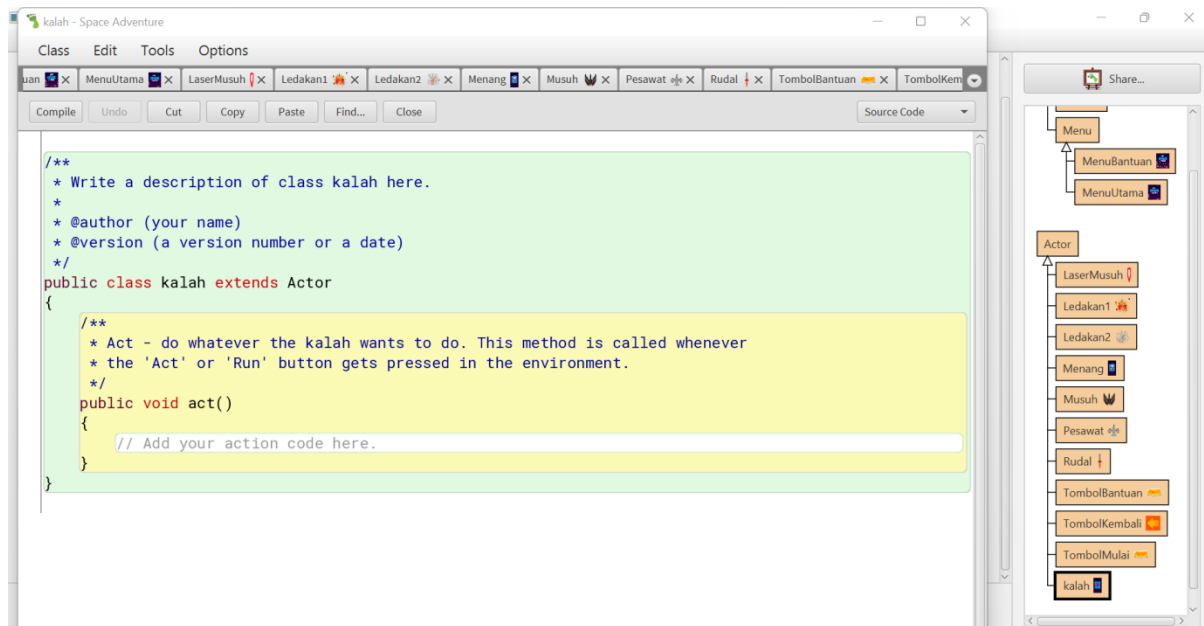 kalah - Space Adventure
Class Edit Tools Options
uan MenuUtama LaserMusuh Ledakan1 Ledakan2 Menang Musuh Pesawat Rudal TombolBantuan TombolKem
Compile Undo Cut Copy Paste Find... Close Source Code
/**
* Write a description of class kalah here.
*
* @author (your name)
* @version (a version number or a date)
*/
public class kalah extends Actor
{
/**
* Act - do whatever the kalah wants to do. This method is called whenever
* the 'Act' or 'Run' button gets pressed in the environment.
*/
public void act()
{
// Add your action code here.
}
}
Share...
Menu
MenuBantuan
MenuUtama
Actor
LaserMusuh
Ledakan1
Ledakan2
Menang
Musuh
Pesawat
Rudal
TombolBantuan
TombolKembali
TombolMulai
kalah